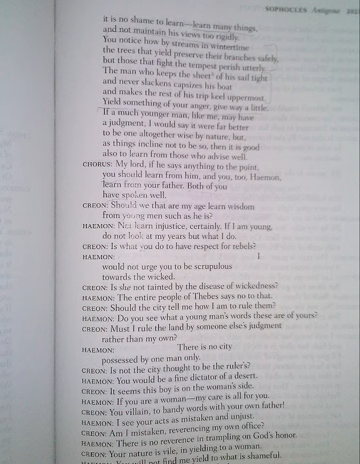 SOPHOCLES Antigone
it is no shame to learn—learn many things,
and not maintain his views too rigidly.
You notice how by streams in wintertime
the trees that yield preserve their branches safely,
but those that fight the tempest perish utterly.
The man who keeps the sheet of his sail tight
and never slackens capsizes his boat
and makes the rest of his trip keel uppermost.
Yield something of your anger, give way a little.
If a much younger man, like me, may have
a judgment, I would say it were far better
to be one altogether wise by nature, but,
as things incline not to be so, then it is good
also to learn from those who advise well.
CHORUS: My lord, if he says anything to the point,
you should learn from him, and you, too, Haemon,
learn from your father. Both of you
have spoken well.
CREON: Should we that are my age learn wisdom
from young men such as he is?
HAEMON: Not learn injustice, certainly. If I am young,
do not look at my years but what I do.
CREON: Is what you do to have respect for rebels?
HAEMON: I
would not urge you to be scrupulous
towards the wicked.
CREON: Is she not tainted by the disease of wickedness?
HAEMON: The entire people of Thebes says no to that.
CREON: Should the city tell me how I am to rule them?
HAEMON: Do you see what a young man's words these are of yours?
CREON: Must I rule the land by someone else's judgment
rather than my own?
HAEMON: There is no city
possessed by one man only.
CREON: Is not the city thought to be the ruler's?
HAEMON: You would be a fine dictator of a desert.
CREON: It seems this boy is on the woman's side.
HAEMON: If you are a woman—my care is all for you.
CREON: You villain, to bandy words with your own father!
HAEMON: I see your acts as mistaken and unjust.
CREON: Am I mistaken, reverencing my own office?
HAEMON: There is no reverence in trampling on God's honor.
CREON: Your nature is vile, in yielding to a woman.
HAEMON: You will not find me yield to what is shameful.